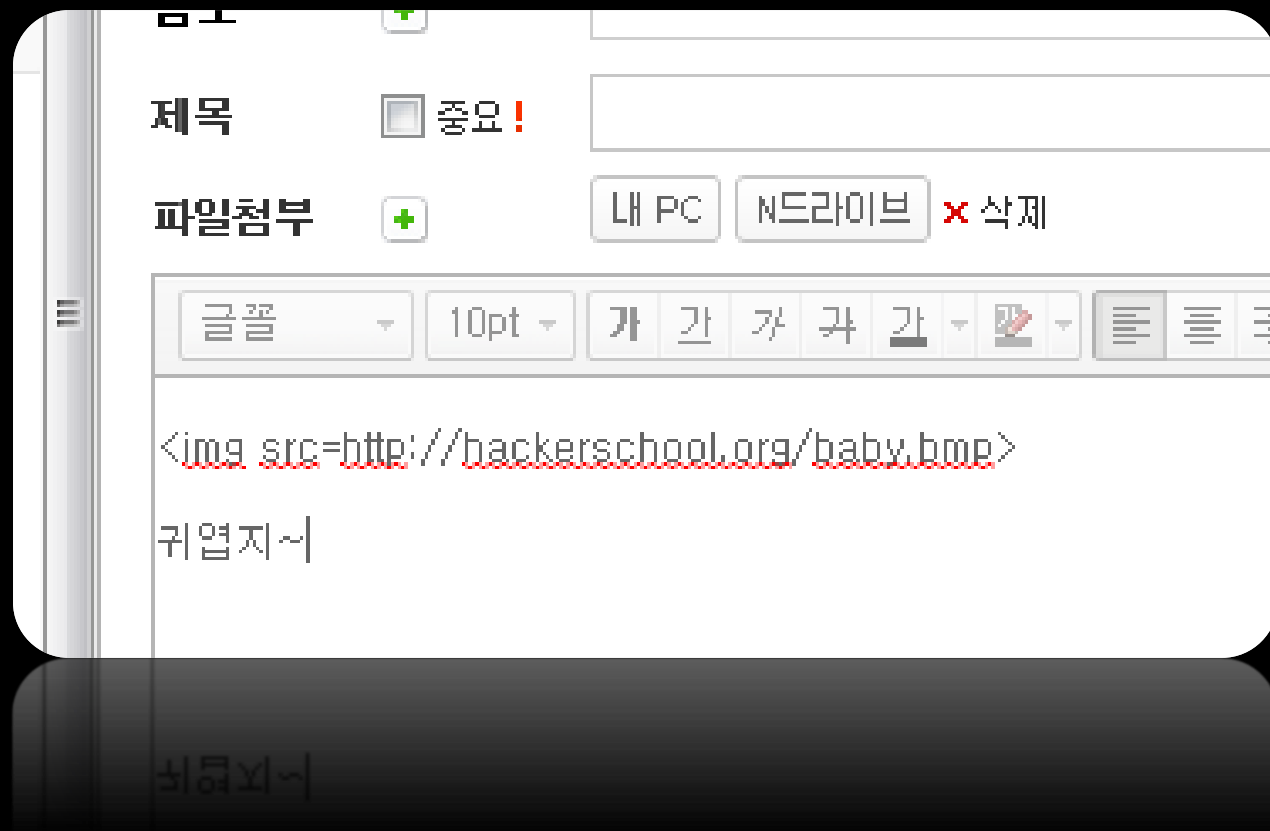 제목 중요!
파일첨부 내 PC N드라이브 삭제
글꼴 10pt 가 가 가 가 가
<img src=http://hackerschool.org/baby.bmp>
귀엽지~